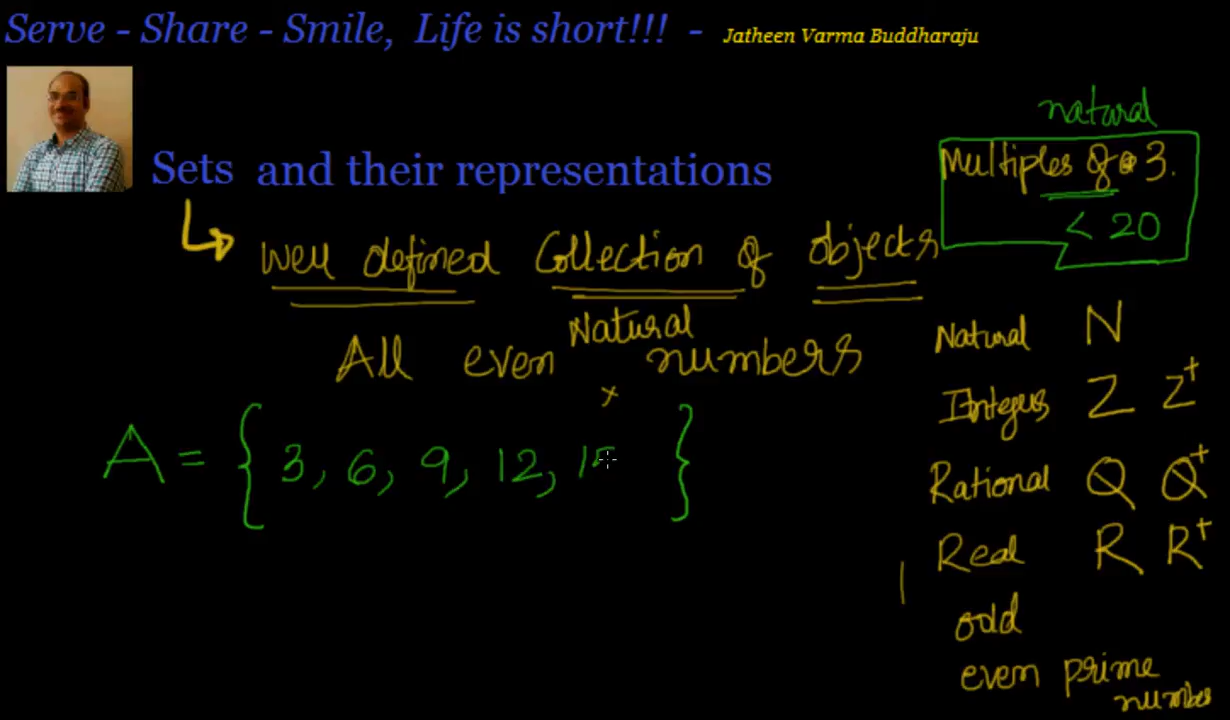 Serve - Share - Smile, Life is short!!! - Jatheen Varma Buddharaju
natural
Multiples of 3.
< 20
Sets and their representations
Well defined Collection of objects
Natural
All even numbers
x
A = { 3, 6, 9, 12, 15 }
Natural N
Integers Z Z+
Rational Q Q+
Real R R+
odd
even prime
number